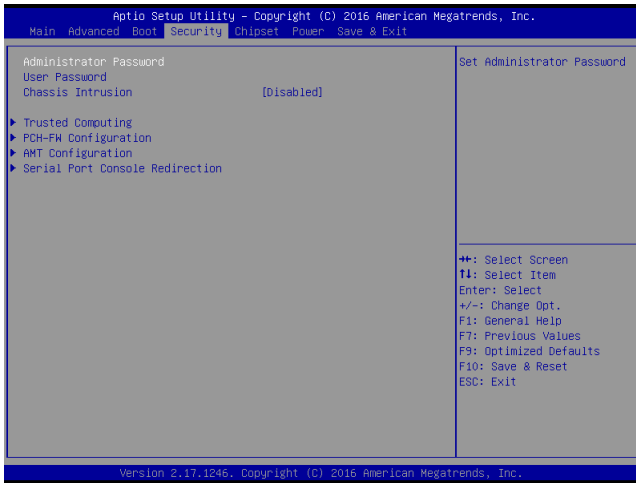 Aptio Setup Utility – Copyright (C) 2016 American Megatrends, Inc.
Main Advanced Boot Security Chipset Power Save & Exit
Administrator Password
User Password
Chassis Intrusion [Disabled]
Trusted Computing
PCH-FW Configuration
AMT Configuration
Serial Port Console Redirection
Set Administrator Password
→←: Select Screen
↑↓: Select Item
Enter: Select
+/-: Change Opt.
F1: General Help
F7: Previous Values
F9: Optimized Defaults
F10: Save & Reset
ESC: Exit
Version 2.17.1246. Copyright (C) 2016 American Megatrends, Inc.